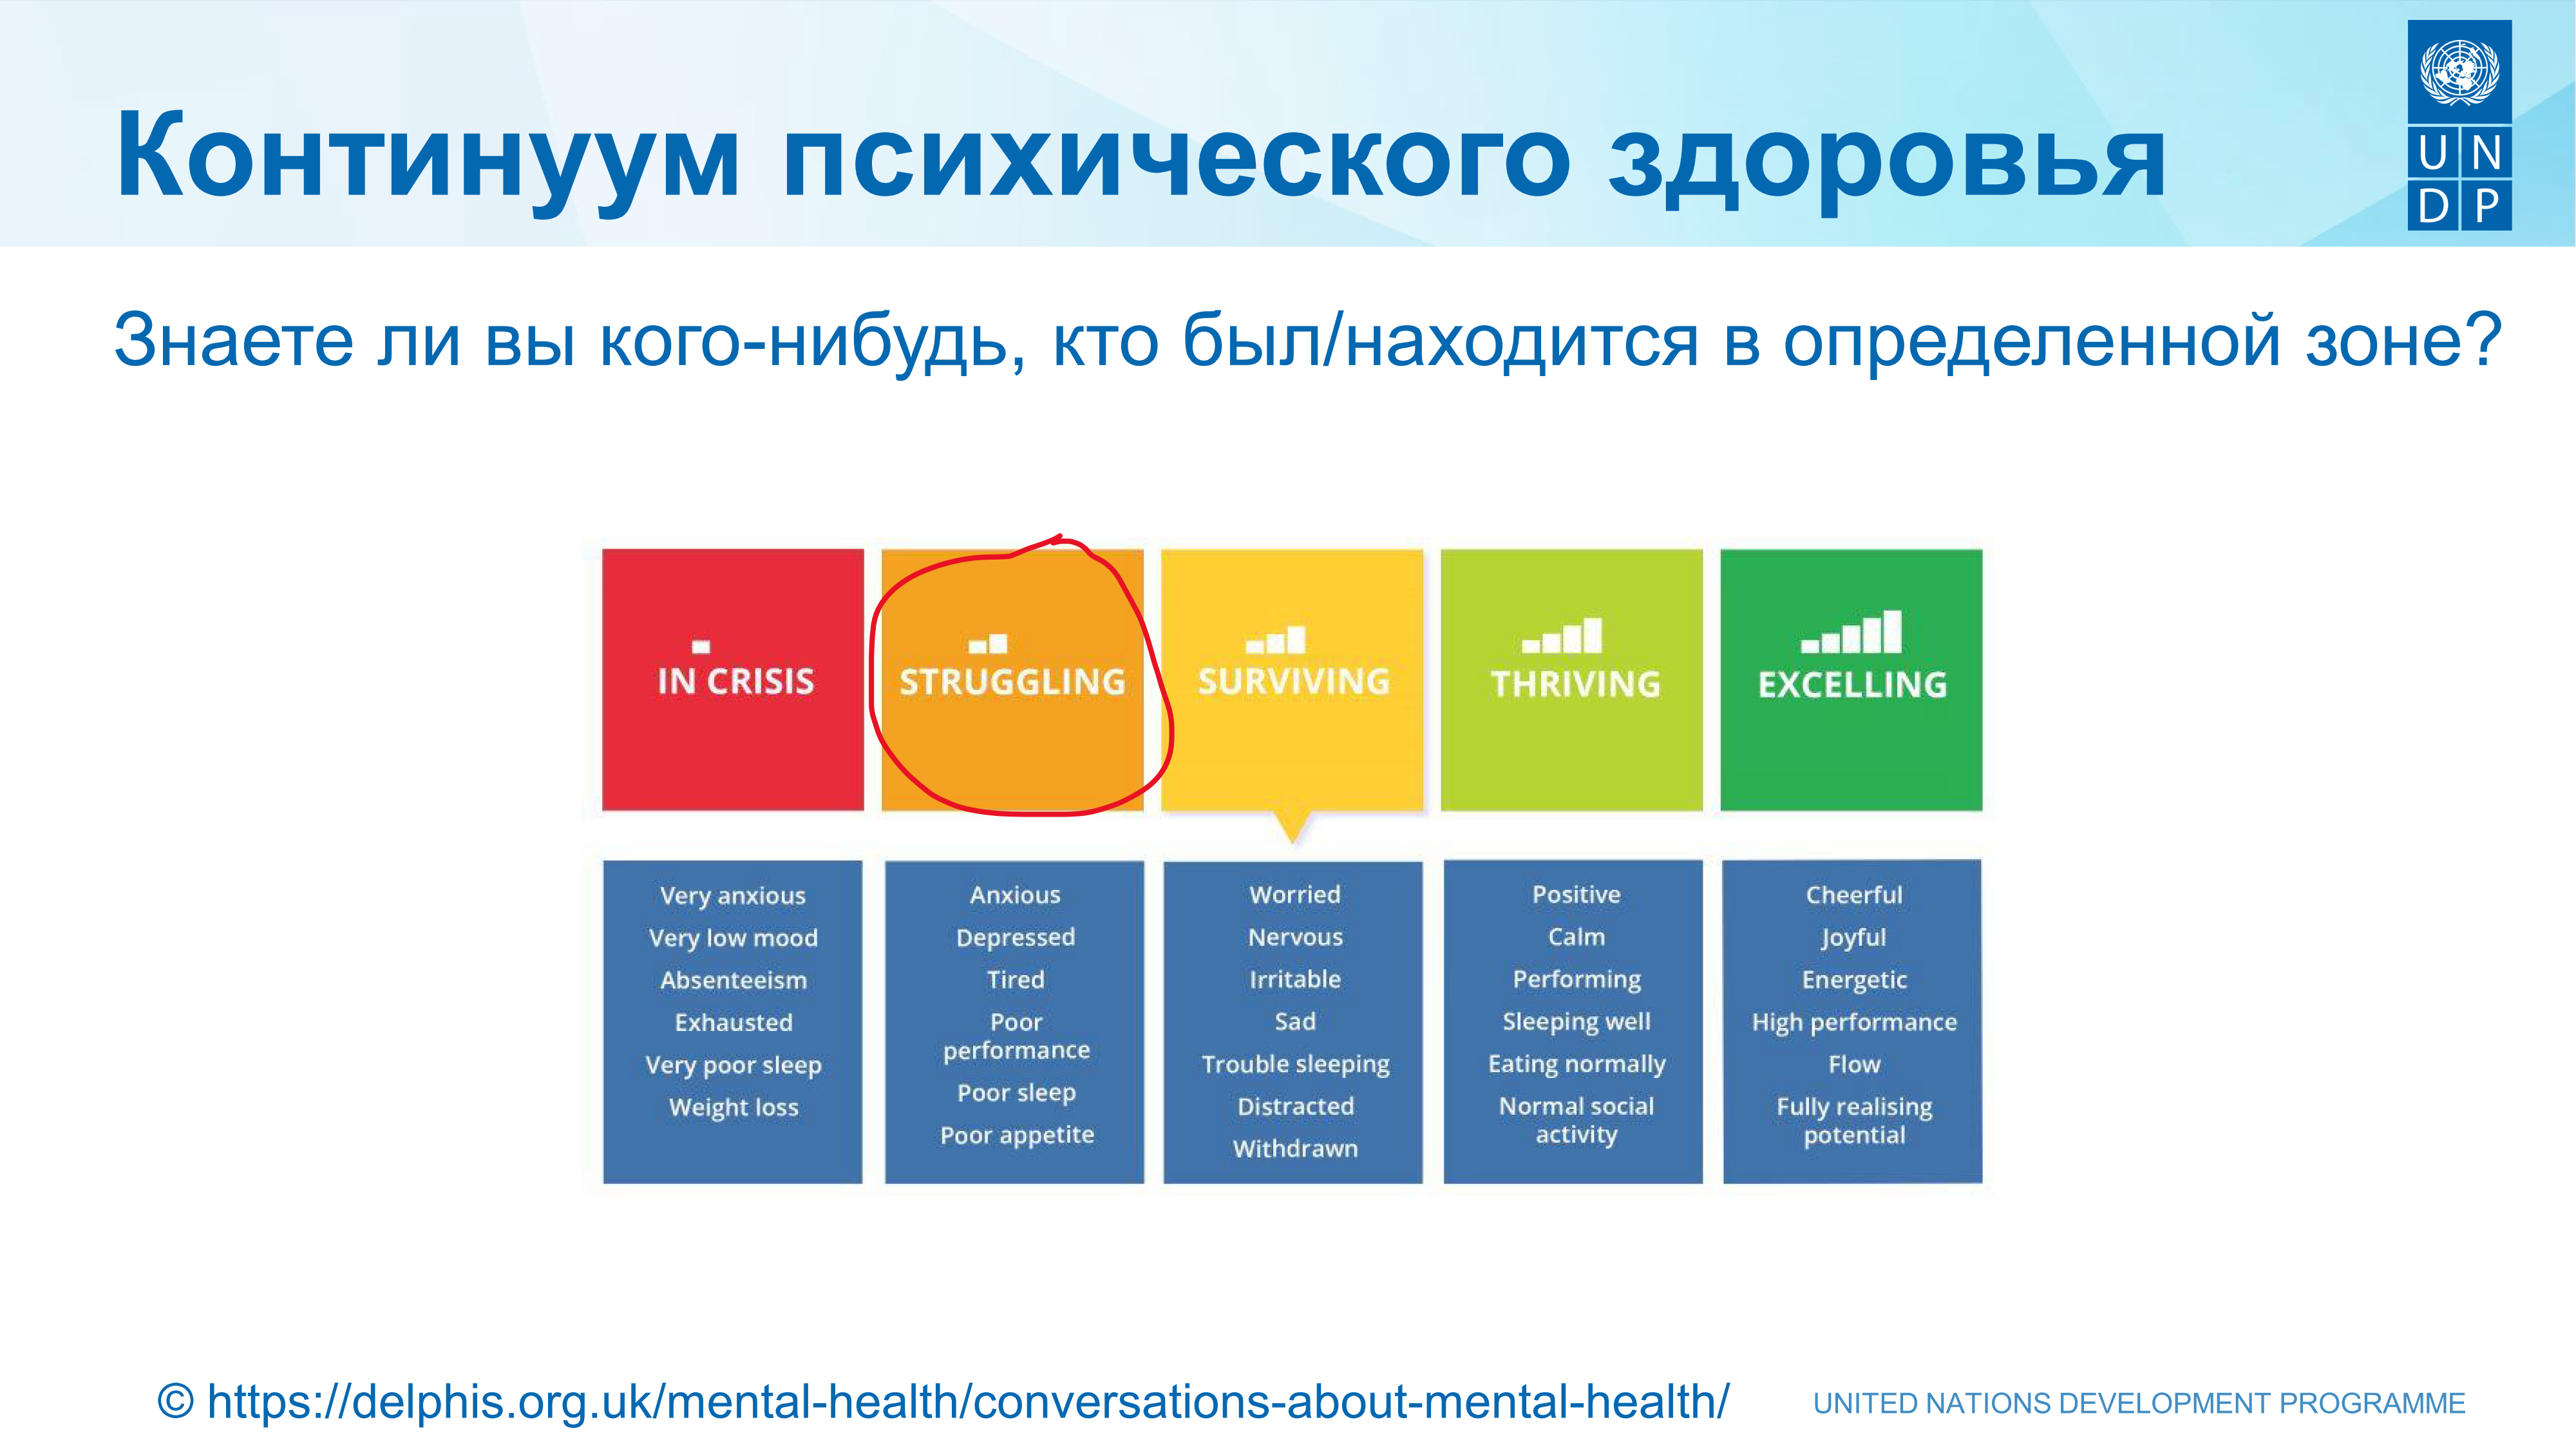 Континуум психического здоровья
U N
D P
Знаете ли вы кого-нибудь, кто был/находится в определенной зоне?
IN CRISIS
STRUGGLING
SURVIVING
THRIVING
EXCELLING
Very anxious
Very low mood
Absenteeism
Exhausted
Very poor sleep
Weight loss
Anxious
Depressed
Tired
Poor
performance
Poor sleep
Poor appetite
Worried
Nervous
Irritable
Sad
Trouble sleeping
Distracted
Withdrawn
Positive
Calm
Performing
Sleeping well
Eating normally
Normal social
activity
Cheerful
Joyful
Energetic
High performance
Flow
Fully realising
potential
© https://delphis.org.uk/mental-health/conversations-about-mental-health/
UNITED NATIONS DEVELOPMENT PROGRAMME